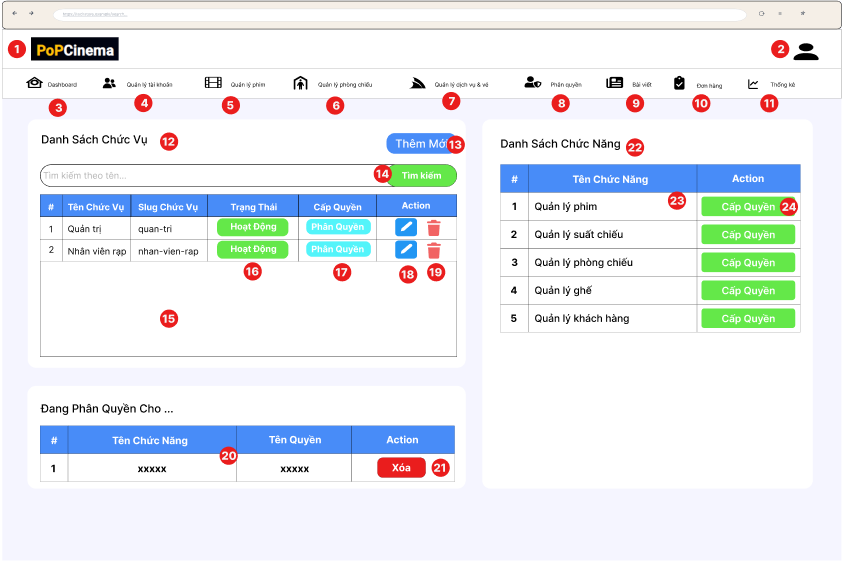 1 PoPCinema 2
Dashboard Quản lý tài khoản Quản lý phim Quản lý phòng chiếu Quản lý dịch vụ & vé Phân quyền Bài viết Đơn hàng Thống kê
3 4 5 6 7 8 9 10 11
Danh Sách Chức Vụ 12
Thêm Mới 13
Tìm kiếm theo tên... 14 Tìm kiếm
# Tên Chức Vụ Slug Chức Vụ Trạng Thái Cấp Quyền Action
1 Quản trị quan-tri Hoạt Động Phân Quyền
2 Nhân viên rạp nhan-vien-rap Hoạt Động Phân Quyền
16 17 18 19
15
Đang Phân Quyền Cho ...
# Tên Chức Năng Tên Quyền Action
20
1 xxxxx xxxxx Xóa 21
Danh Sách Chức Năng 22
# Tên Chức Năng Action
23
1 Quản lý phim Cấp Quyền 24
2 Quản lý suất chiếu Cấp Quyền
3 Quản lý phòng chiếu Cấp Quyền
4 Quản lý ghế Cấp Quyền
5 Quản lý khách hàng Cấp Quyền